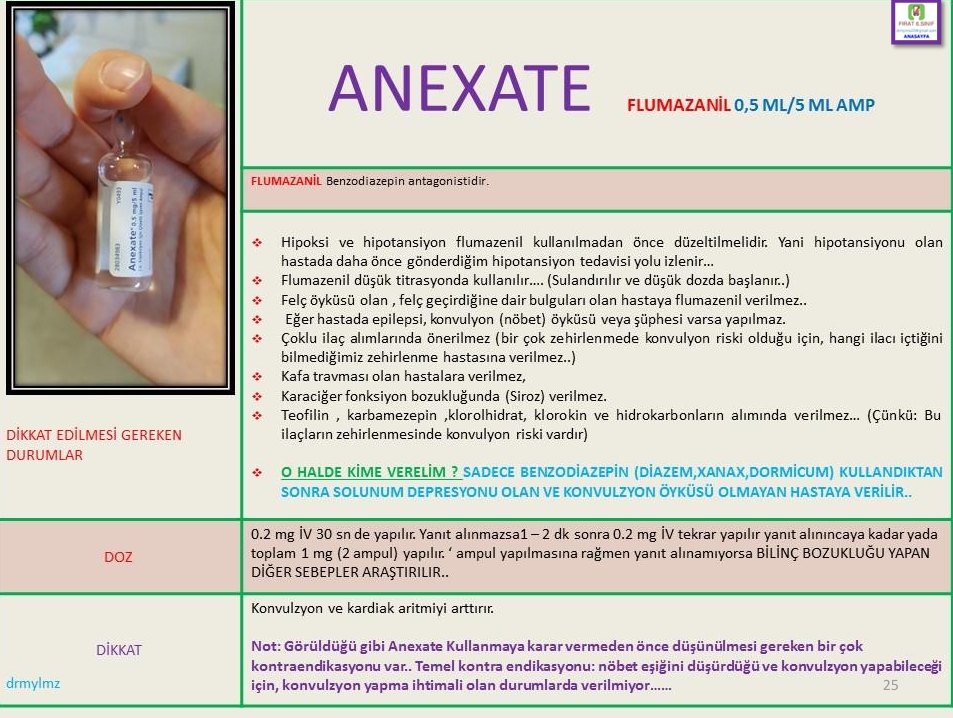 FIRAT İLSINIF
ANASAYFA
ANEXATE
FLUMAZANİL 0,5 ML/5 ML AMP
Anexate® 0.5 mg/5 ml
FLUMAZANİL Benzodiazepin antagonistidir.
❖ Hipoksi ve hipotansiyon flumazenil kullanılmadan önce düzeltilmelidir. Yani hipotansiyonu olan
hastada daha önce gönderdiğim hipotansiyon tedavisi yolu izlenir…
❖ Flumazenil düşük titrasyonda kullanılır…. (Sulandırılır ve düşük dozda başlanır..)
❖ Felç öyküsü olan , felç geçirdiğine dair bulguları olan hastaya flumazenil verilmez..
❖ Eğer hastada epilepsi, konvulyon (nöbet) öyküsü veya şüphesi varsa yapılmaz.
❖ Çoklu ilaç alımlarında önerilmez (bir çok zehirlenmede konvulyon riski olduğu için, hangi ilacı içtiğini
bilmediğimiz zehirlenme hastasına verilmez..)
❖ Kafa travması olan hastalara verilmez,
❖ Karaciğer fonksiyon bozukluğunda (Siroz) verilmez.
❖ Teofilin , karbamezepin ,klorolhidrat, klorokin ve hidrokarbonların alımında verilmez… (Çünkü: Bu
ilaçların zehirlenmesinde konvulyon riski vardır)
❖ O HALDE KİME VERELİM ? SADECE BENZODİAZEPİN (DİAZEM,XANAX,DORMİCUM) KULLANDIKTAN
SONRA SOLUNUM DEPRESYONU OLAN VE KONVULZYON ÖYKÜSÜ OLMAYAN HASTAYA VERİLİR..
DİKKAT EDİLMESİ GEREKEN
DURUMLAR
DOZ
0.2 mg İV 30 sn de yapılır. Yanıt alınmazsa1 – 2 dk sonra 0.2 mg İV tekrar yapılır yanıt alınıncaya kadar yada
toplam 1 mg (2 ampul) yapılır. ‘ ampul yapılmasına rağmen yanıt alınamıyorsa BİLİNÇ BOZUKLUĞU YAPAN
DİĞER SEBEPLER ARAŞTIRILIR..
DİKKAT
Konvulzyon ve kardiak aritmiyi arttırır.
Not: Görüldüğü gibi Anexate Kullanmaya karar vermeden önce düşünülmesi gereken bir çok
kontraendikasyonu var.. Temel kontra endikasyonu: nöbet eşiğini düşürdüğü ve konvulzyon yapabileceği
için, konvulzyon yapma ihtimali olan durumlarda verilmiyor……
drmylmz
25